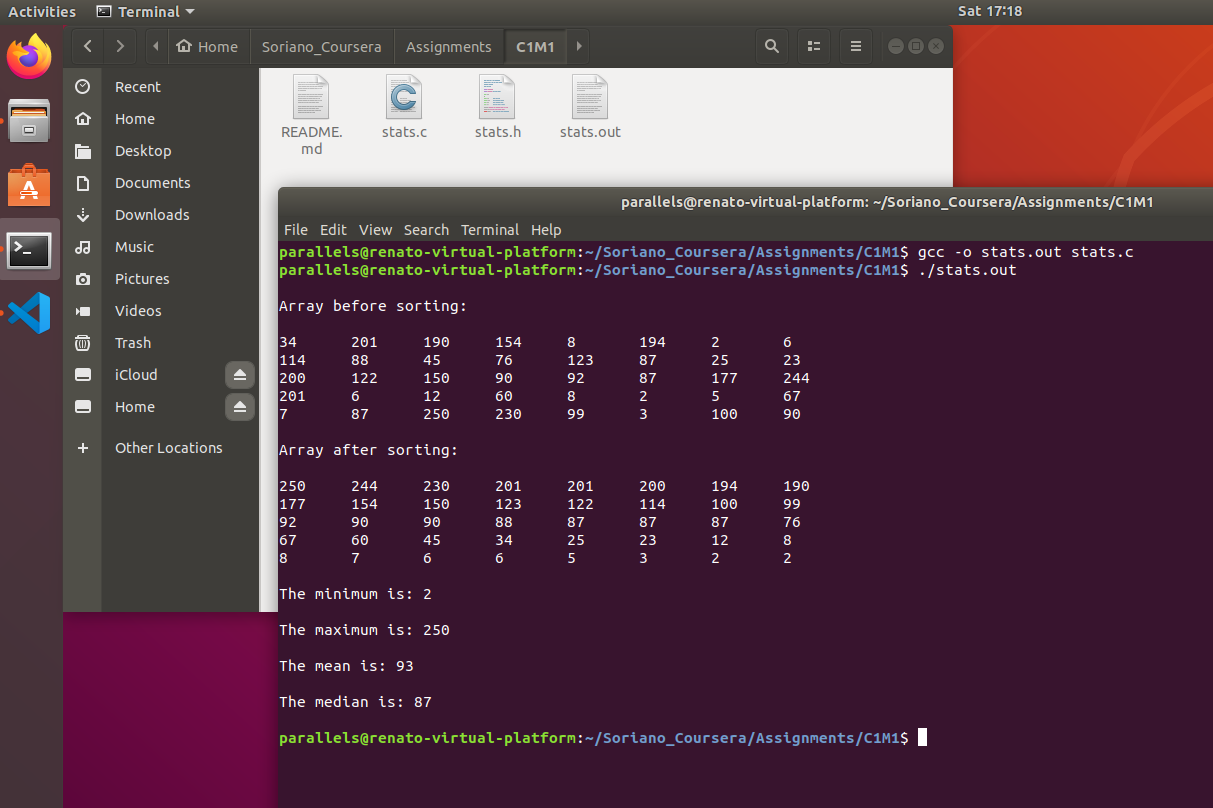 Activities Terminal Sat 17:18
Home Soriano_Coursera Assignments C1M1
Recent
Home
Desktop
Documents
Downloads
Music
Pictures
Videos
Trash
iCloud
Home
Other Locations
README.
md
stats.c
stats.h
stats.out
parallels@renato-virtual-platform: ~/Soriano_Coursera/Assignments/C1M1
File Edit View Search Terminal Help
parallels@renato-virtual-platform:~/Soriano_Coursera/Assignments/C1M1$ gcc -o stats.out stats.c
parallels@renato-virtual-platform:~/Soriano_Coursera/Assignments/C1M1$ ./stats.out
Array before sorting:
34 201 190 154 8 194 2 6
114 88 45 76 123 87 25 23
200 122 150 90 92 87 177 244
201 6 12 60 8 2 5 67
7 87 250 230 99 3 100 90
Array after sorting:
250 244 230 201 201 200 194 190
177 154 150 123 122 114 100 99
92 90 90 88 87 87 87 76
67 60 45 34 25 23 12 8
8 7 6 6 5 3 2 2
The minimum is: 2
The maximum is: 250
The mean is: 93
The median is: 87
parallels@renato-virtual-platform:~/Soriano_Coursera/Assignments/C1M1$